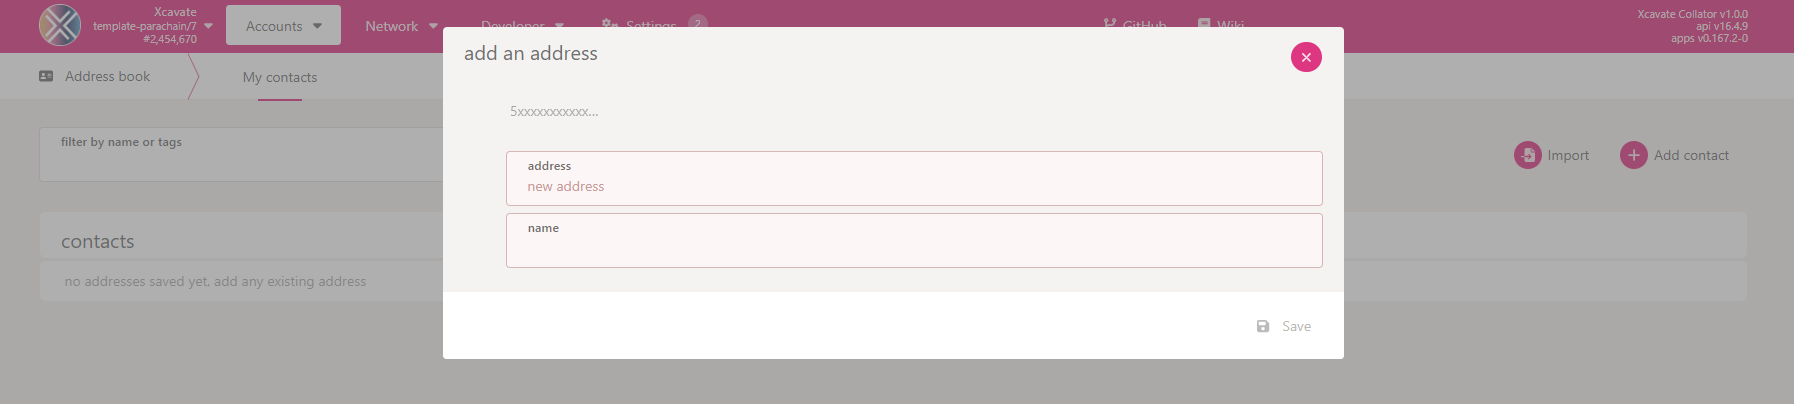 Xcavate
template-parachain/7
#2,454,670
Accounts
Network
Developer
Settings
2
GitHub
Wiki
Xcavate Collator v1.0.0
api v16.4.9
apps v0.167.2-0
Address book
My contacts
add an address
5xxxxxxxxxxx...
filter by name or tags
address
new address
name
Import
Add contact
contacts
no addresses saved yet, add any existing address
Save